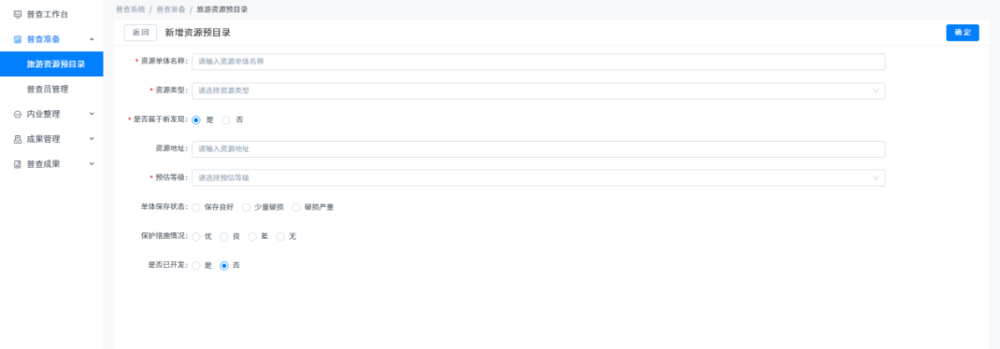 普查工作台
普查准备
旅游资源预目录
普查员管理
内业整理
成果管理
普查成果
普查系统 / 普查准备 / 旅游资源预目录
返回 新增资源预目录 确定
* 资源单体名称: 请输入资源单体名称
* 资源类型: 请选择资源类型
* 是否属于新发现: 是 否
资源地址: 请输入资源地址
* 预估等级: 请选择预估等级
单体保存状态: 保存良好 少量破损 破损严重
保护措施情况: 优 良 差 无
是否已开发: 是 否